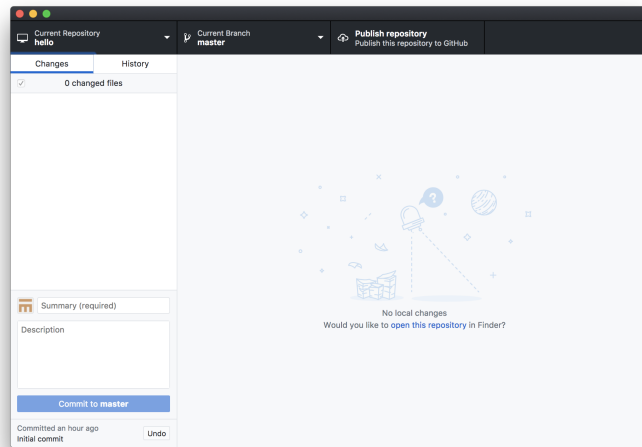 Current Repository
hello
Current Branch
master
Publish repository
Publish this repository to GitHub
Changes
History
0 changed files
?
No local changes
Would you like to open this repository in Finder?
Summary (required)
Description
Commit to master
Committed an hour ago
Initial commit
Undo